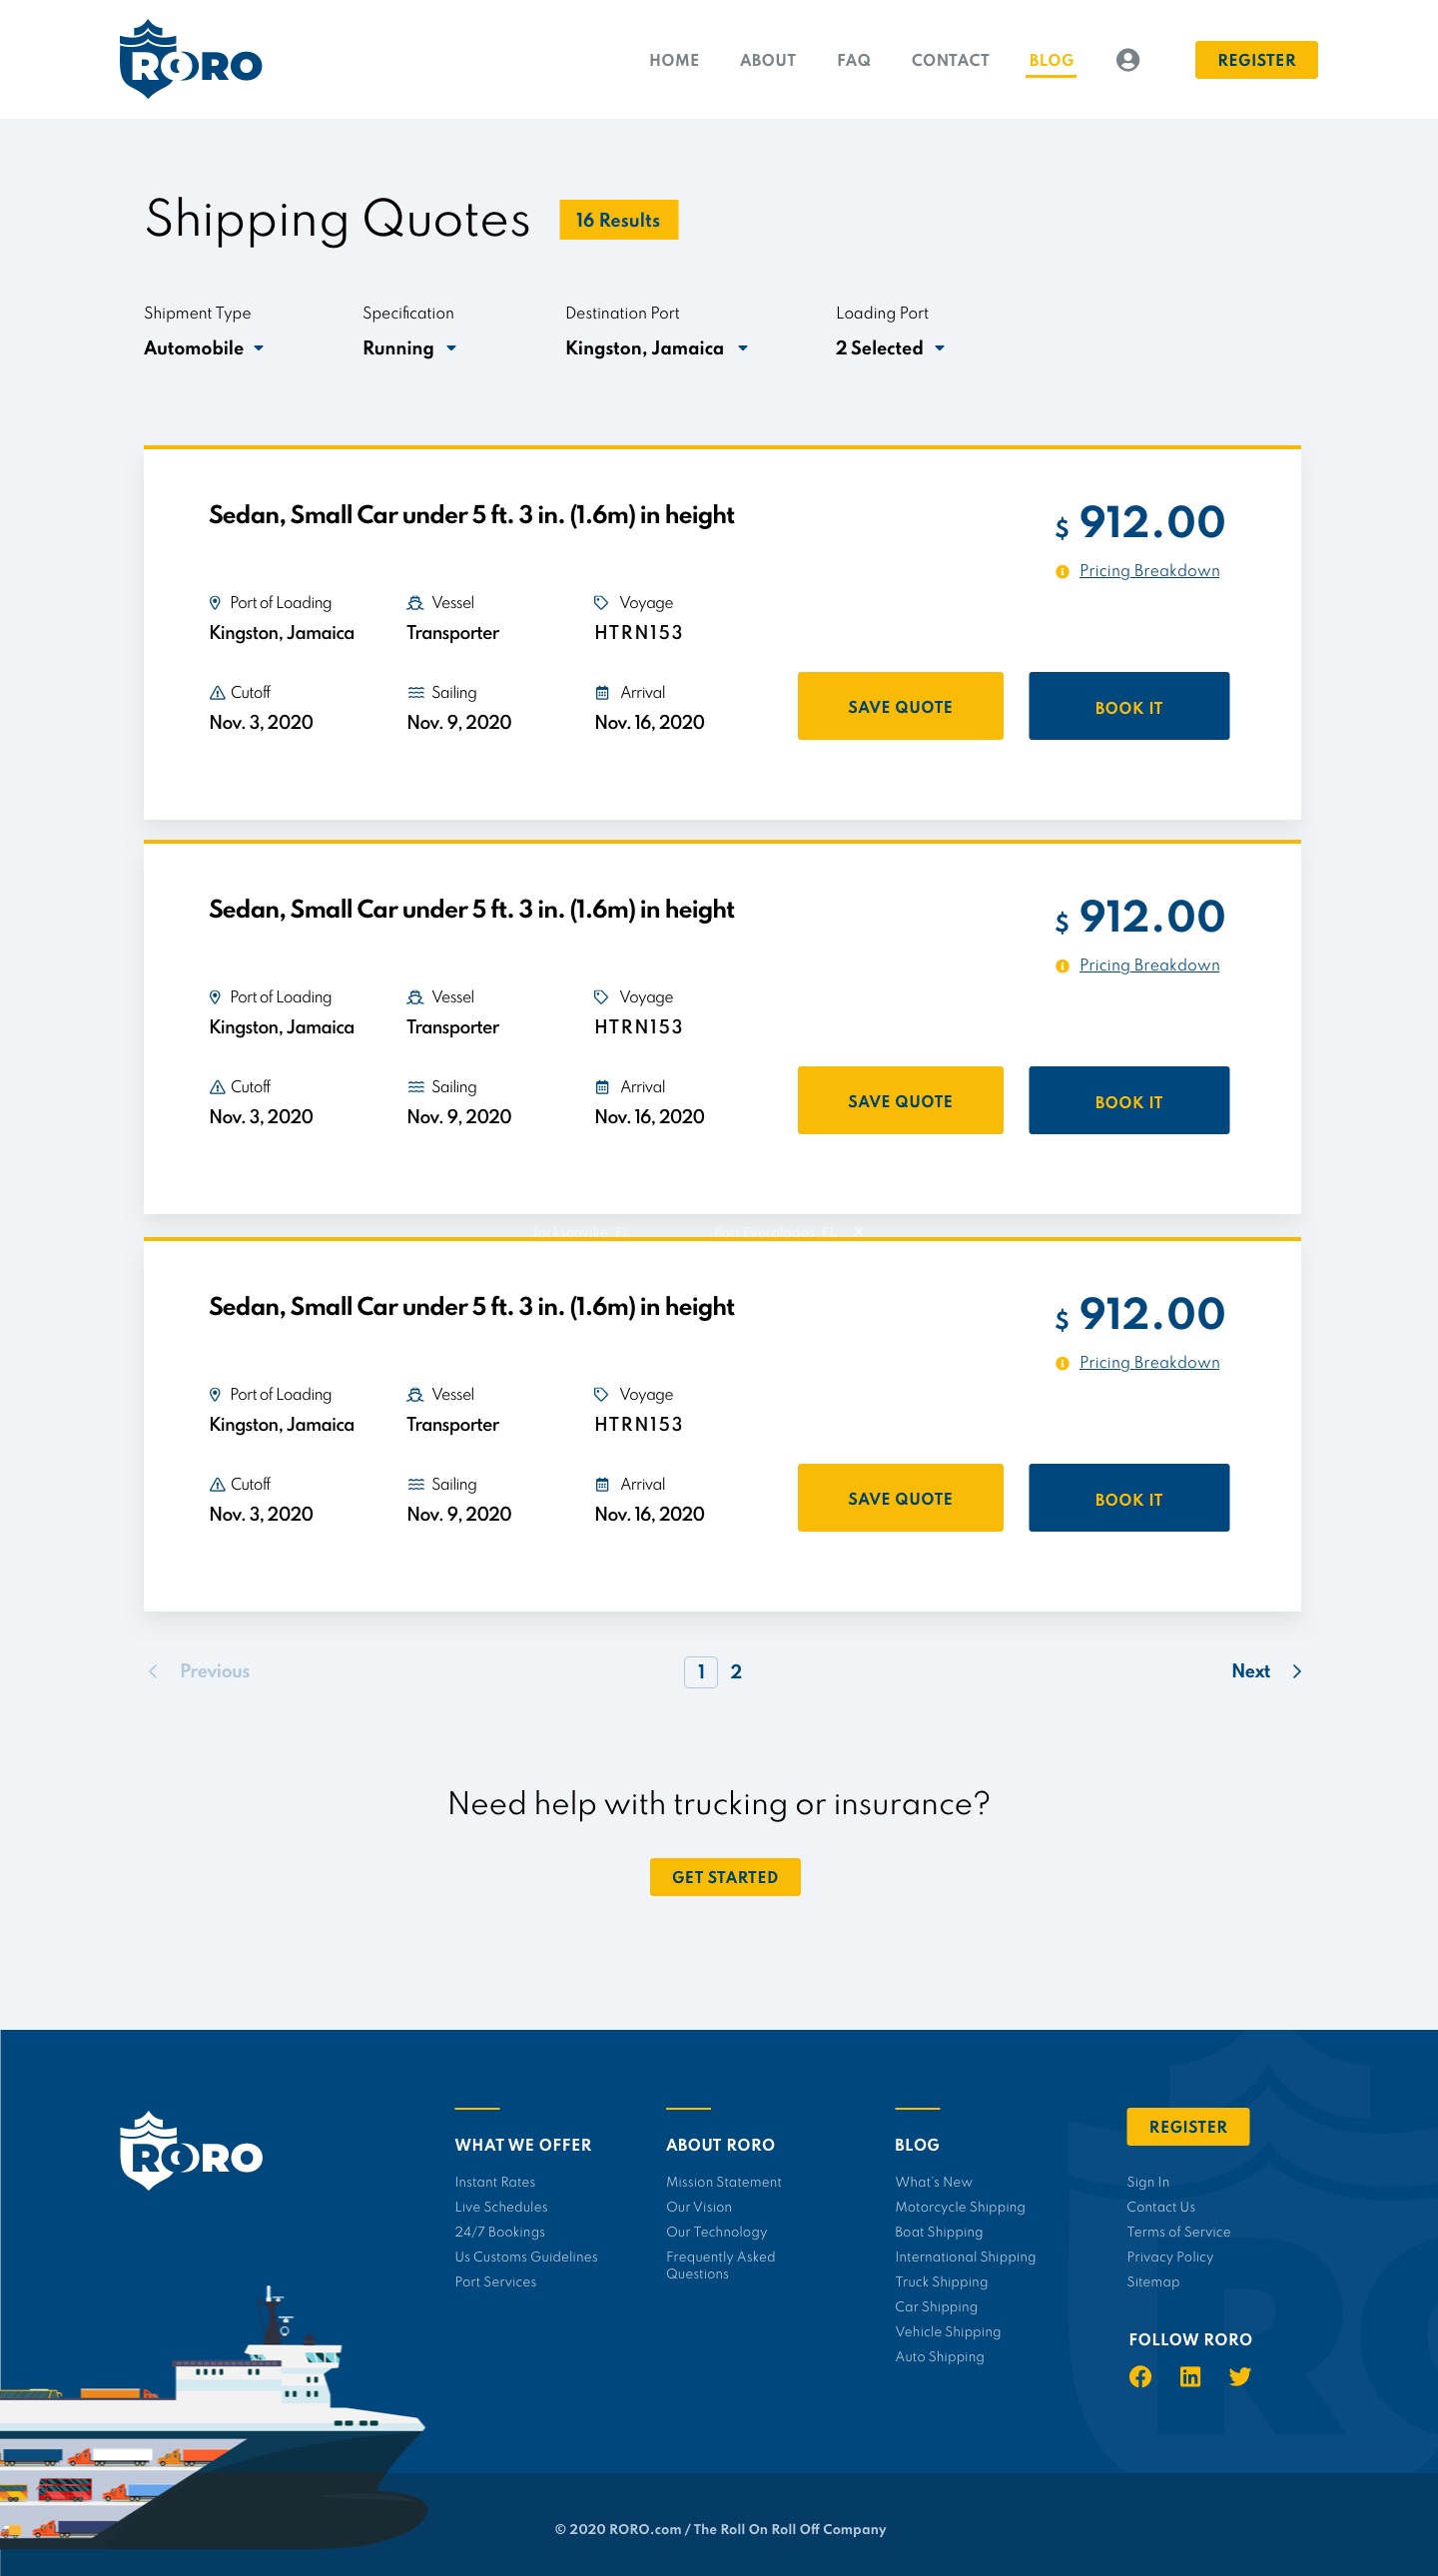 RORO
HOME ABOUT FAQ CONTACT BLOG REGISTER
Shipping Quotes 16 Results
Shipment Type Specification Destination Port Loading Port
Automobile Running Kingston, Jamaica 2 Selected
Sedan, Small Car under 5 ft. 3 in. (1.6m) in height $ 912.00
Pricing Breakdown
Port of Loading Vessel Voyage
Kingston, Jamaica Transporter HTRN153
Cutoff Sailing Arrival
Nov. 3, 2020 Nov. 9, 2020 Nov. 16, 2020 SAVE QUOTE BOOK IT
Sedan, Small Car under 5 ft. 3 in. (1.6m) in height $ 912.00
Pricing Breakdown
Port of Loading Vessel Voyage
Kingston, Jamaica Transporter HTRN153
Cutoff Sailing Arrival
Nov. 3, 2020 Nov. 9, 2020 Nov. 16, 2020 SAVE QUOTE BOOK IT
Jacksonville, FL Port Everglades, FL X
Sedan, Small Car under 5 ft. 3 in. (1.6m) in height $ 912.00
Pricing Breakdown
Port of Loading Vessel Voyage
Kingston, Jamaica Transporter HTRN153
Cutoff Sailing Arrival
Nov. 3, 2020 Nov. 9, 2020 Nov. 16, 2020 SAVE QUOTE BOOK IT
Previous 1 2 Next
Need help with trucking or insurance?
GET STARTED
RORO
WHAT WE OFFER
Instant Rates
Live Schedules
24/7 Bookings
Us Customs Guidelines
Port Services
ABOUT RORO
Mission Statement
Our Vision
Our Technology
Frequently Asked
Questions
BLOG
What's New
Motorcycle Shipping
Boat Shipping
International Shipping
Truck Shipping
Car Shipping
Vehicle Shipping
Auto Shipping
REGISTER
Sign In
Contact Us
Terms of Service
Privacy Policy
Sitemap
FOLLOW RORO
© 2020 RORO.com / The Roll On Roll Off Company